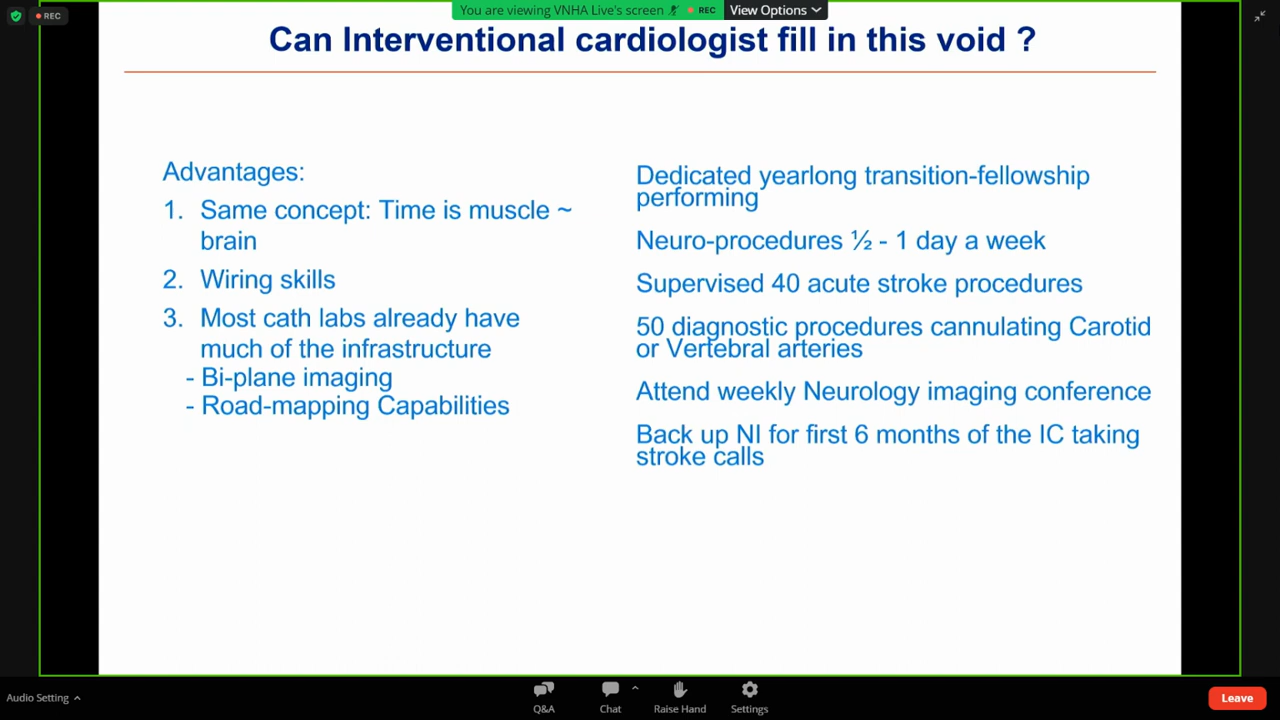 REC
You are viewing VNHA Live's screen
REC
View Options
Can Interventional cardiologist fill in this void ?
Advantages:
1. Same concept: Time is muscle ~
brain
2. Wiring skills
3. Most cath labs already have
much of the infrastructure
- Bi-plane imaging
- Road-mapping Capabilities
Dedicated yearlong transition-fellowship
performing
Neuro-procedures ½ - 1 day a week
Supervised 40 acute stroke procedures
50 diagnostic procedures cannulating Carotid
or Vertebral arteries
Attend weekly Neurology imaging conference
Back up NI for first 6 months of the IC taking
stroke calls
Audio Setting
Q&A
Chat
Raise Hand
Settings
Leave